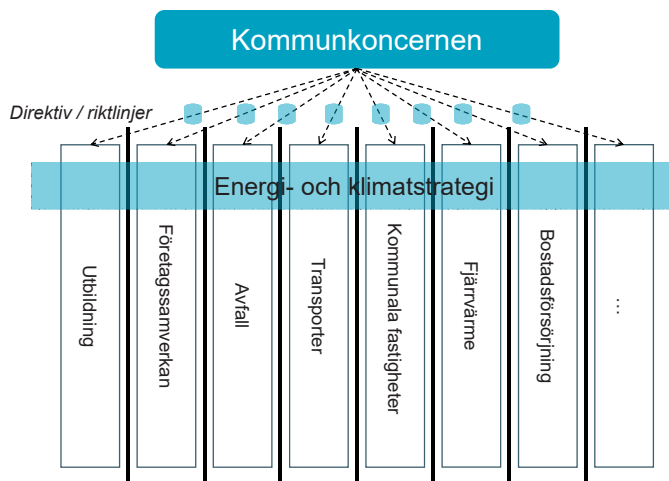 Kommunkoncernen
Direktiv / riktlinjer
Energi- och klimatstrategi
Utbildning
Företagssamverkan
Avfall
Transporter
Kommunala fastigheter
Fjärrvärme
Bostadsförsörjning
...